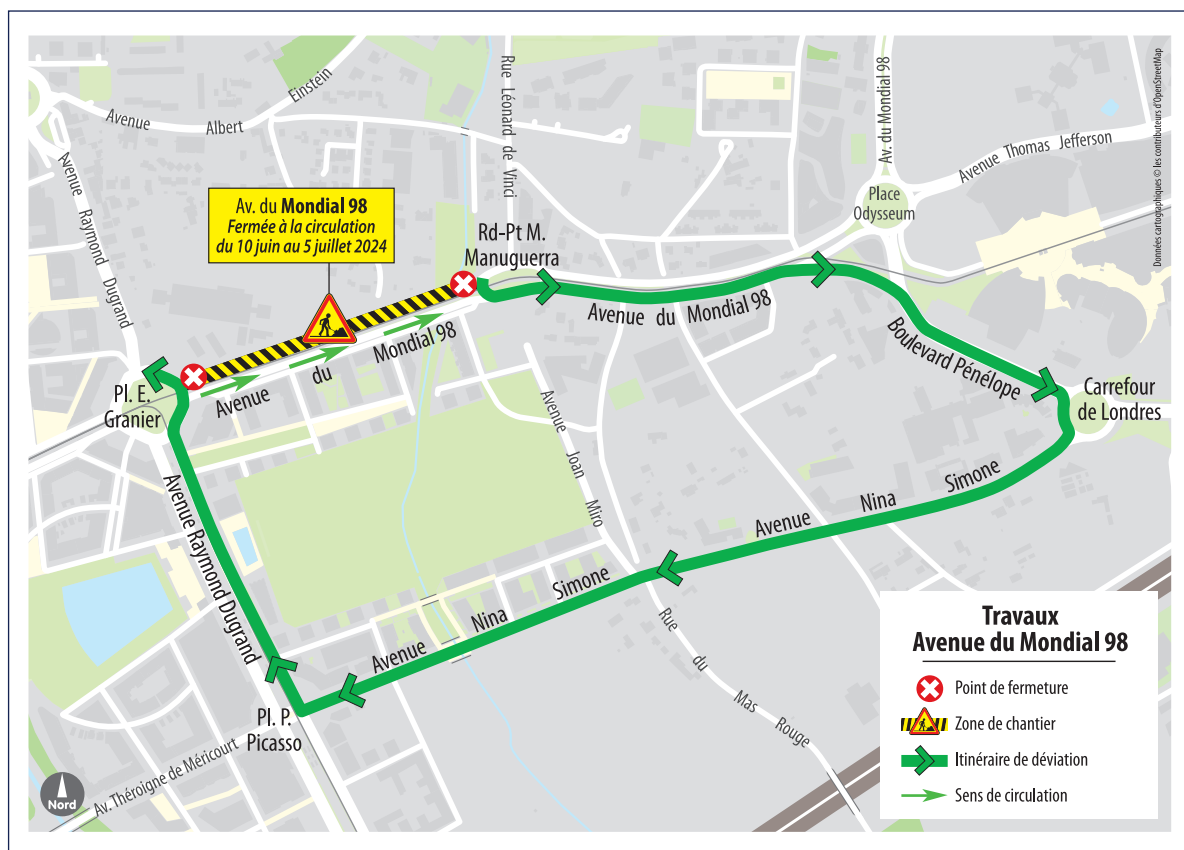 Avenue Albert Einstein
Rue Léonard de Vinci
Av. du Mondial 98
Avenue Thomas Jefferson
Données cartographiques © les contributeurs d'OpenStreetMap
Avenue Raymond Dugrand
Place
Odysseum
Av. du Mondial 98
Fermée à la circulation
du 10 juin au 5 juillet 2024
Rd-Pt M.
Manuguerra
Avenue du Mondial 98
Avenue du Mondial 98
Boulevard Pénélope
Pl. E.
Granier
Carrefour
de Londres
Avenue Joan Miro
Avenue Nina Simone
Avenue Raymond Dugrand
Avenue Nina Simone
Rue du Mas Rouge
Pl. P.
Picasso
Av. Théroigne de Méricourt
Nord
Travaux
Avenue du Mondial 98
Point de fermeture
Zone de chantier
Itinéraire de déviation
Sens de circulation